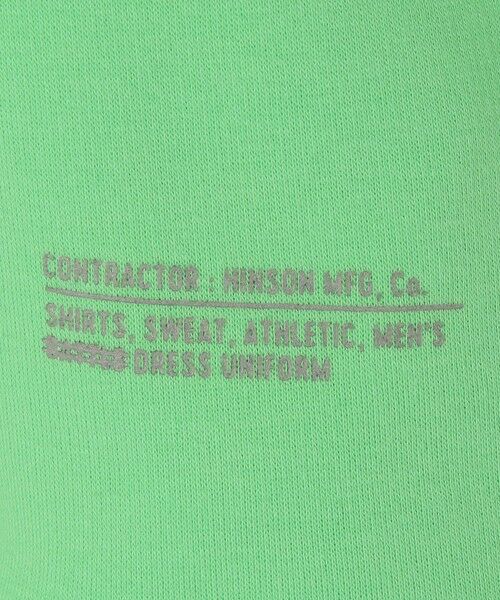 CONTRACTOR : HINSON MFG, Co.
SHIRTS, SWEAT, ATHLETIC, MEN'S
DRESS UNIFORM